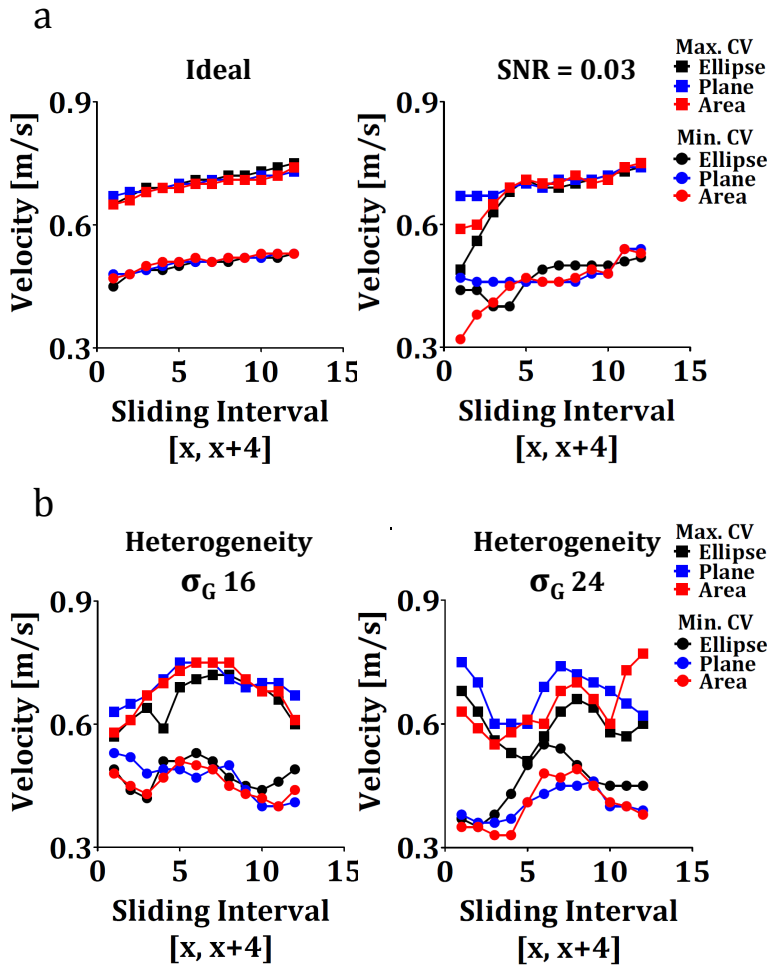 a
Ideal
SNR = 0.03
Max. CV
Ellipse
Plane
Area
Min. CV
Ellipse
Plane
Area
Velocity [m/s]
0.9
0.6
0.3
0
5
10
15
Sliding Interval
[x, x+4]
Velocity [m/s]
0.9
0.6
0.3
0
5
10
15
Sliding Interval
[x, x+4]
b
Heterogeneity
σG 16
Heterogeneity
σG 24
Max. CV
Ellipse
Plane
Area
Min. CV
Ellipse
Plane
Area
Velocity [m/s]
0.9
0.6
0.3
0
5
10
15
Sliding Interval
[x, x+4]
Velocity [m/s]
0.9
0.6
0.3
0
5
10
15
Sliding Interval
[x, x+4]